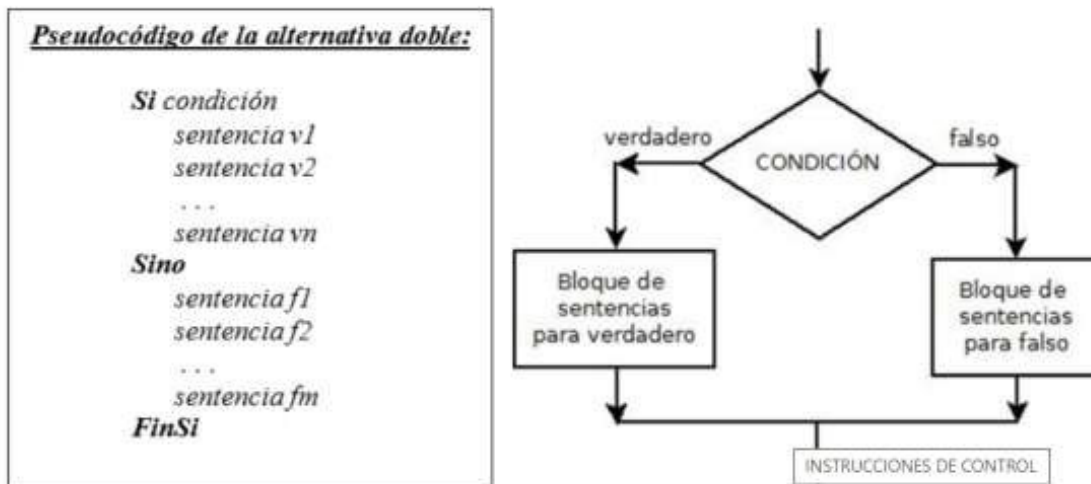 Pseudocódigo de la alternativa doble:
Si condición
sentencia v1
sentencia v2
. . .
sentencia vn
Sino
sentencia f1
sentencia f2
. . .
sentencia fm
FinSi
verdadero
falso
CONDICIÓN
Bloque de
sentencias
para verdadero
Bloque de
sentencias
para falso
INSTRUCCIONES DE CONTROL